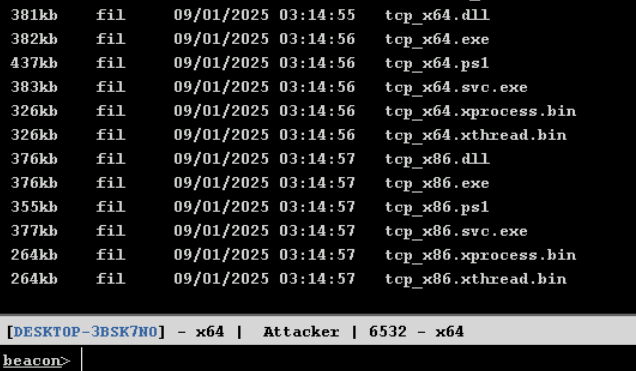 381kb fil 09/01/2025 03:14:55 tcp_x64.dll
382kb fil 09/01/2025 03:14:56 tcp_x64.exe
437kb fil 09/01/2025 03:14:56 tcp_x64.ps1
383kb fil 09/01/2025 03:14:56 tcp_x64.svc.exe
326kb fil 09/01/2025 03:14:56 tcp_x64.xprocess.bin
326kb fil 09/01/2025 03:14:56 tcp_x64.xthread.bin
376kb fil 09/01/2025 03:14:57 tcp_x86.dll
376kb fil 09/01/2025 03:14:57 tcp_x86.exe
355kb fil 09/01/2025 03:14:57 tcp_x86.ps1
377kb fil 09/01/2025 03:14:57 tcp_x86.svc.exe
264kb fil 09/01/2025 03:14:57 tcp_x86.xprocess.bin
264kb fil 09/01/2025 03:14:57 tcp_x86.xthread.bin
[DESKTOP-3BSK7NO] - x64 | Attacker | 6532 - x64
beacon>